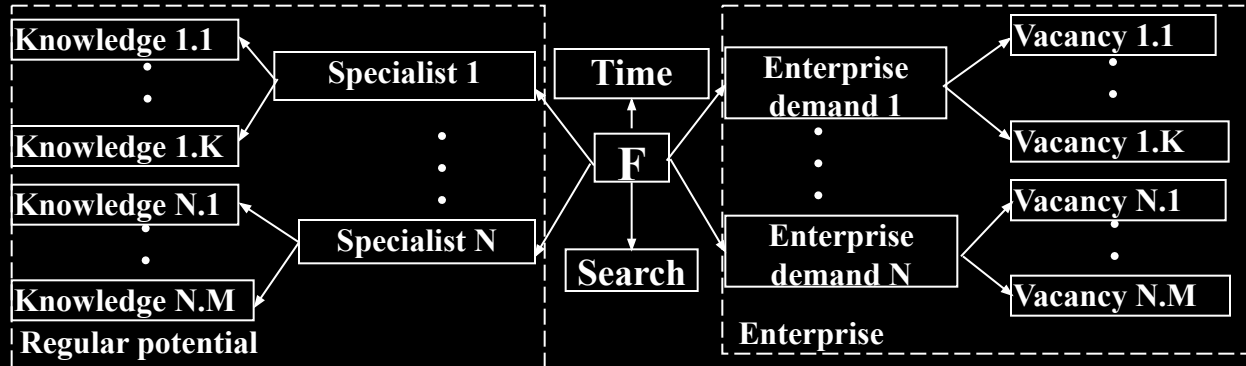 Knowledge 1.1
Knowledge 1.K
Knowledge N.1
Knowledge N.M
Regular potential
Specialist 1
Specialist N
Time
F
Search
Enterprise
demand 1
Enterprise
demand N
Vacancy 1.1
Vacancy 1.K
Vacancy N.1
Vacancy N.M
Enterprise